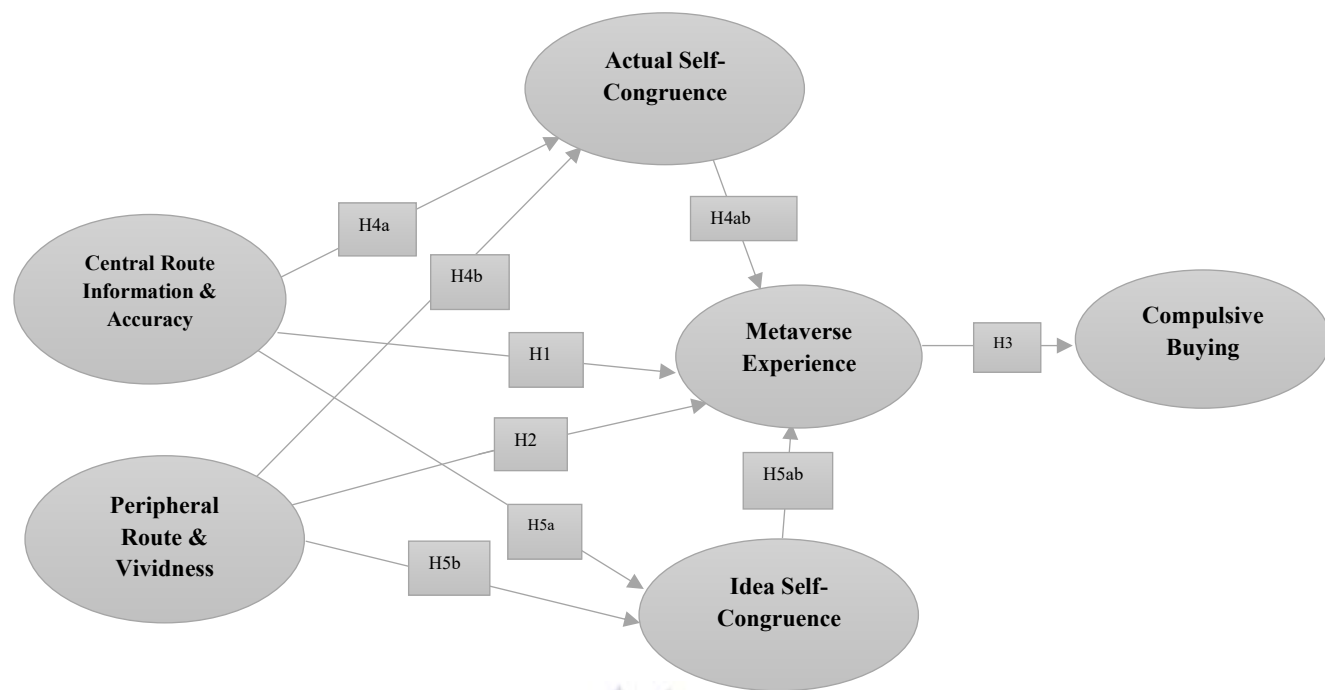 Actual Self-
Congruence
H4a
H4ab
Central Route
Information &
Accuracy
H4b
Metaverse
Experience
Compulsive
Buying
H1
H3
H2
H5ab
Peripheral
Route &
Vividness
H5a
H5b
Idea Self-
Congruence